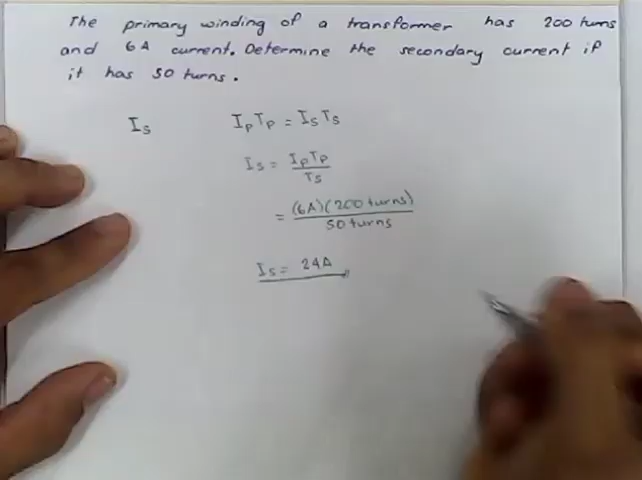 The primary winding of a transformer has 200 turns
and 6A current. Determine the secondary current if
it has 50 turns.
Is IpTp = IsTs
Is = IpTp/Ts
= (6A)(200 turns)/50 turns
Is = 24A